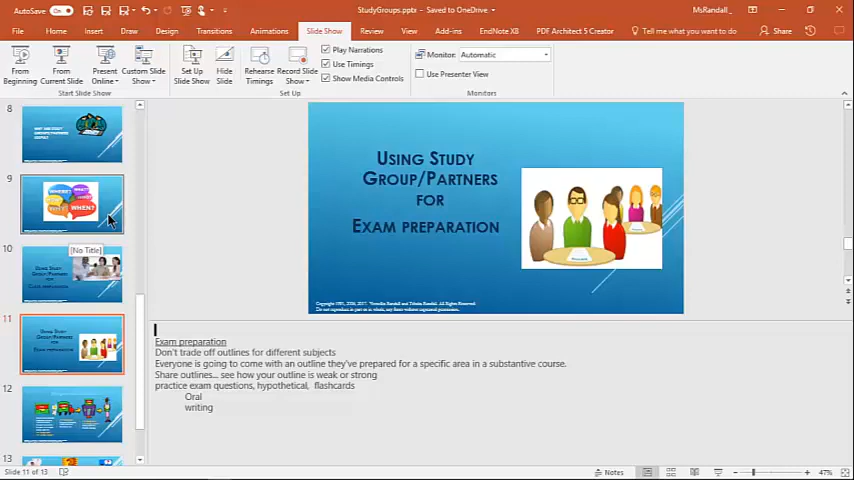 AutoSave On StudyGroups.pptx - Saved to OneDrive MsRandall_
File Home Insert Draw Design Transitions Animations Slide Show Review View Add-ins EndNote X8 PDF Architect 5 Creator Tell me what you want to do Share
From Beginning
From Current Slide
Present Online
Custom Slide Show
Set Up Slide Show
Hide Slide
Rehearse Timings
Record Slide Show
Play Narrations
Use Timings
Show Media Controls
Monitor: Automatic
Use Presenter View
Start Slide Show Set Up Monitors
8
9
WHEN?
[No Title]
10
11
12
13
Using Study
Group/Partners
for
Exam preparation
Exam preparation
Don't trade off outlines for different subjects
Everyone is going to come with an outline they've prepared for a specific area in a substantive course.
Share outlines... see how your outline is weak or strong
practice exam questions, hypothetical, flashcards
Oral
writing
Slide 11 of 13 Notes 47%